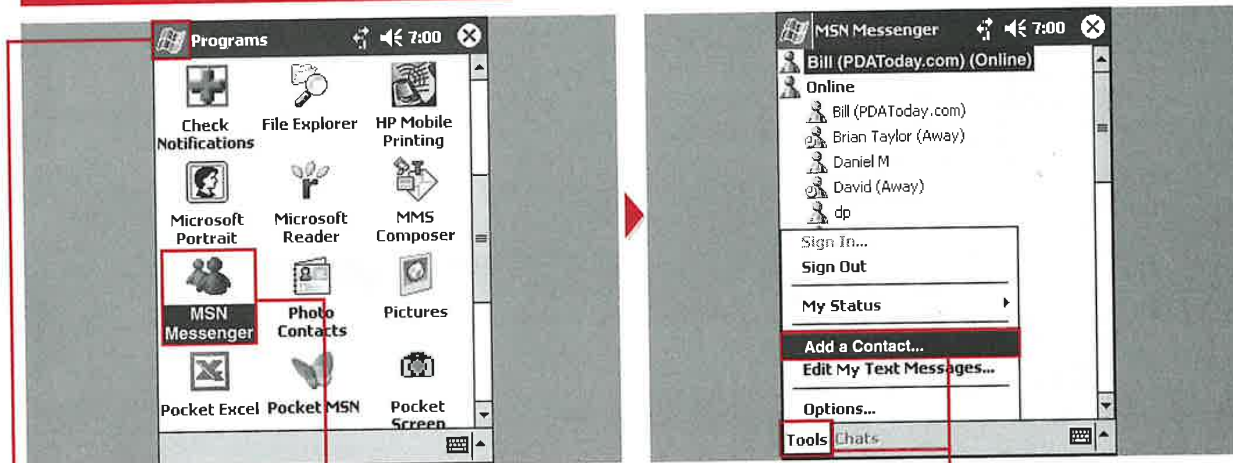 Programs 7:00
Check Notifications
File Explorer
HP Mobile Printing
Microsoft Portrait
Microsoft Reader
MMS Composer
MSN Messenger
Photo Contacts
Pictures
Pocket Excel
Pocket MSN
Pocket Screen
MSN Messenger 7:00
Bill (PDAToday.com) (Online)
Online
Bill (PDAToday.com)
Brian Taylor (Away)
Daniel M
David (Away)
dp
Sign In...
Sign Out
My Status
Add a Contact...
Edit My Text Messages...
Options...
Tools Chats